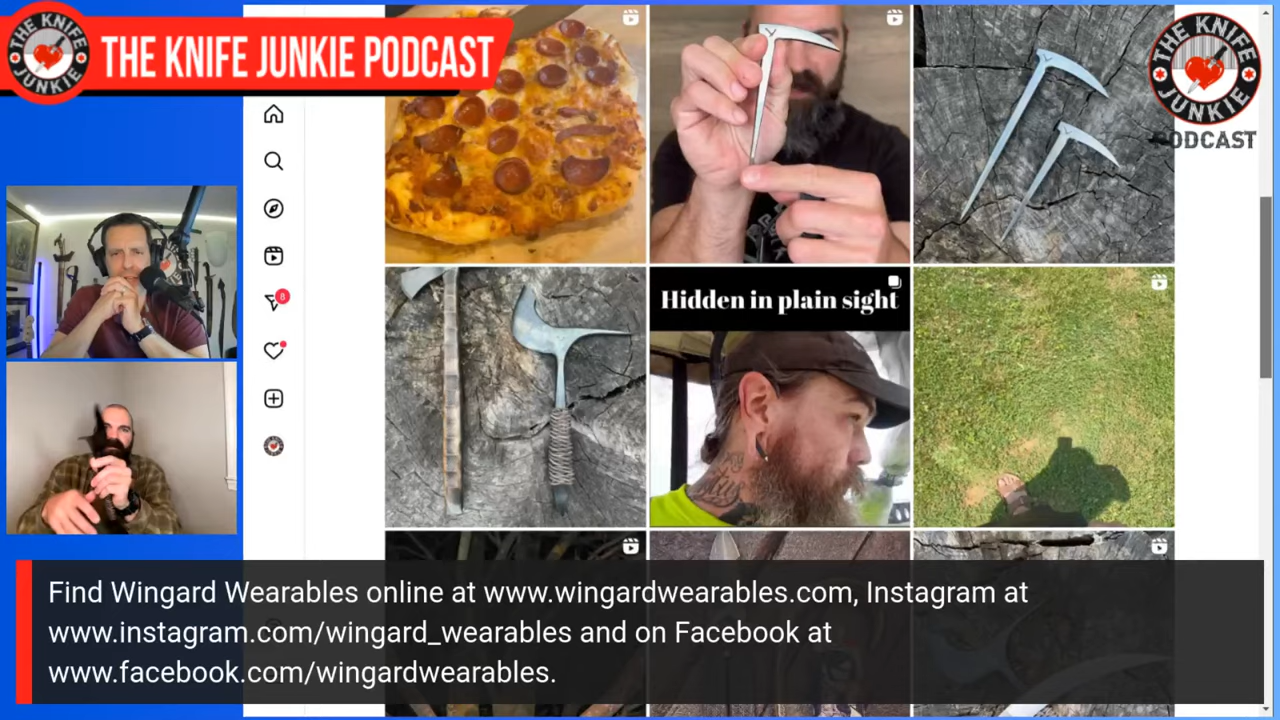 THE KNIFE JUNKIE
THE KNIFE JUNKIE PODCAST
THE KNIFE JUNKIE
PODCAST
8
Hidden in plain sight
Find Wingard Wearables online at www.wingardwearables.com, Instagram at
www.instagram.com/wingard_wearables and on Facebook at
www.facebook.com/wingardwearables.